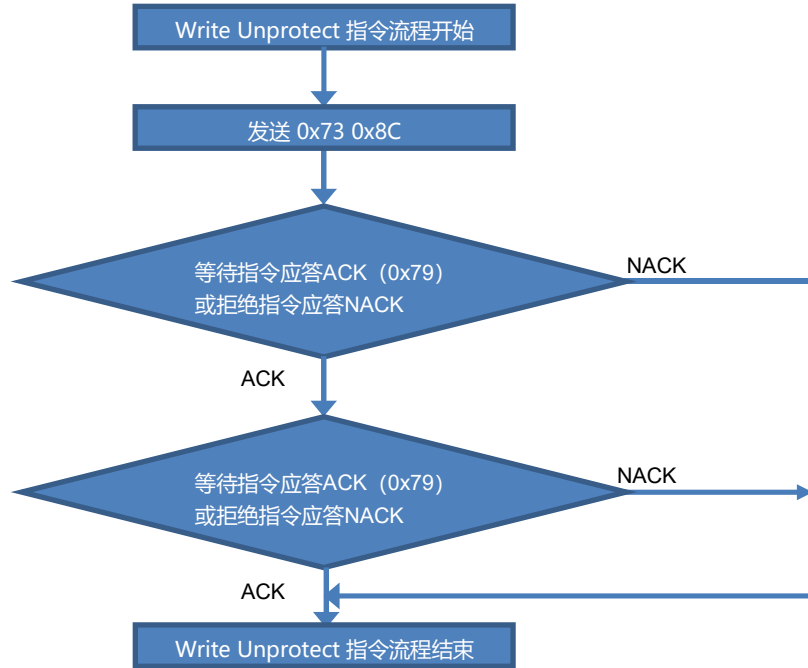 Write Unprotect 指令流程开始
发送 0x73 0x8C
等待指令应答ACK（0x79）
或拒绝指令应答NACK
NACK
ACK
等待指令应答ACK（0x79）
或拒绝指令应答NACK
NACK
ACK
Write Unprotect 指令流程结束